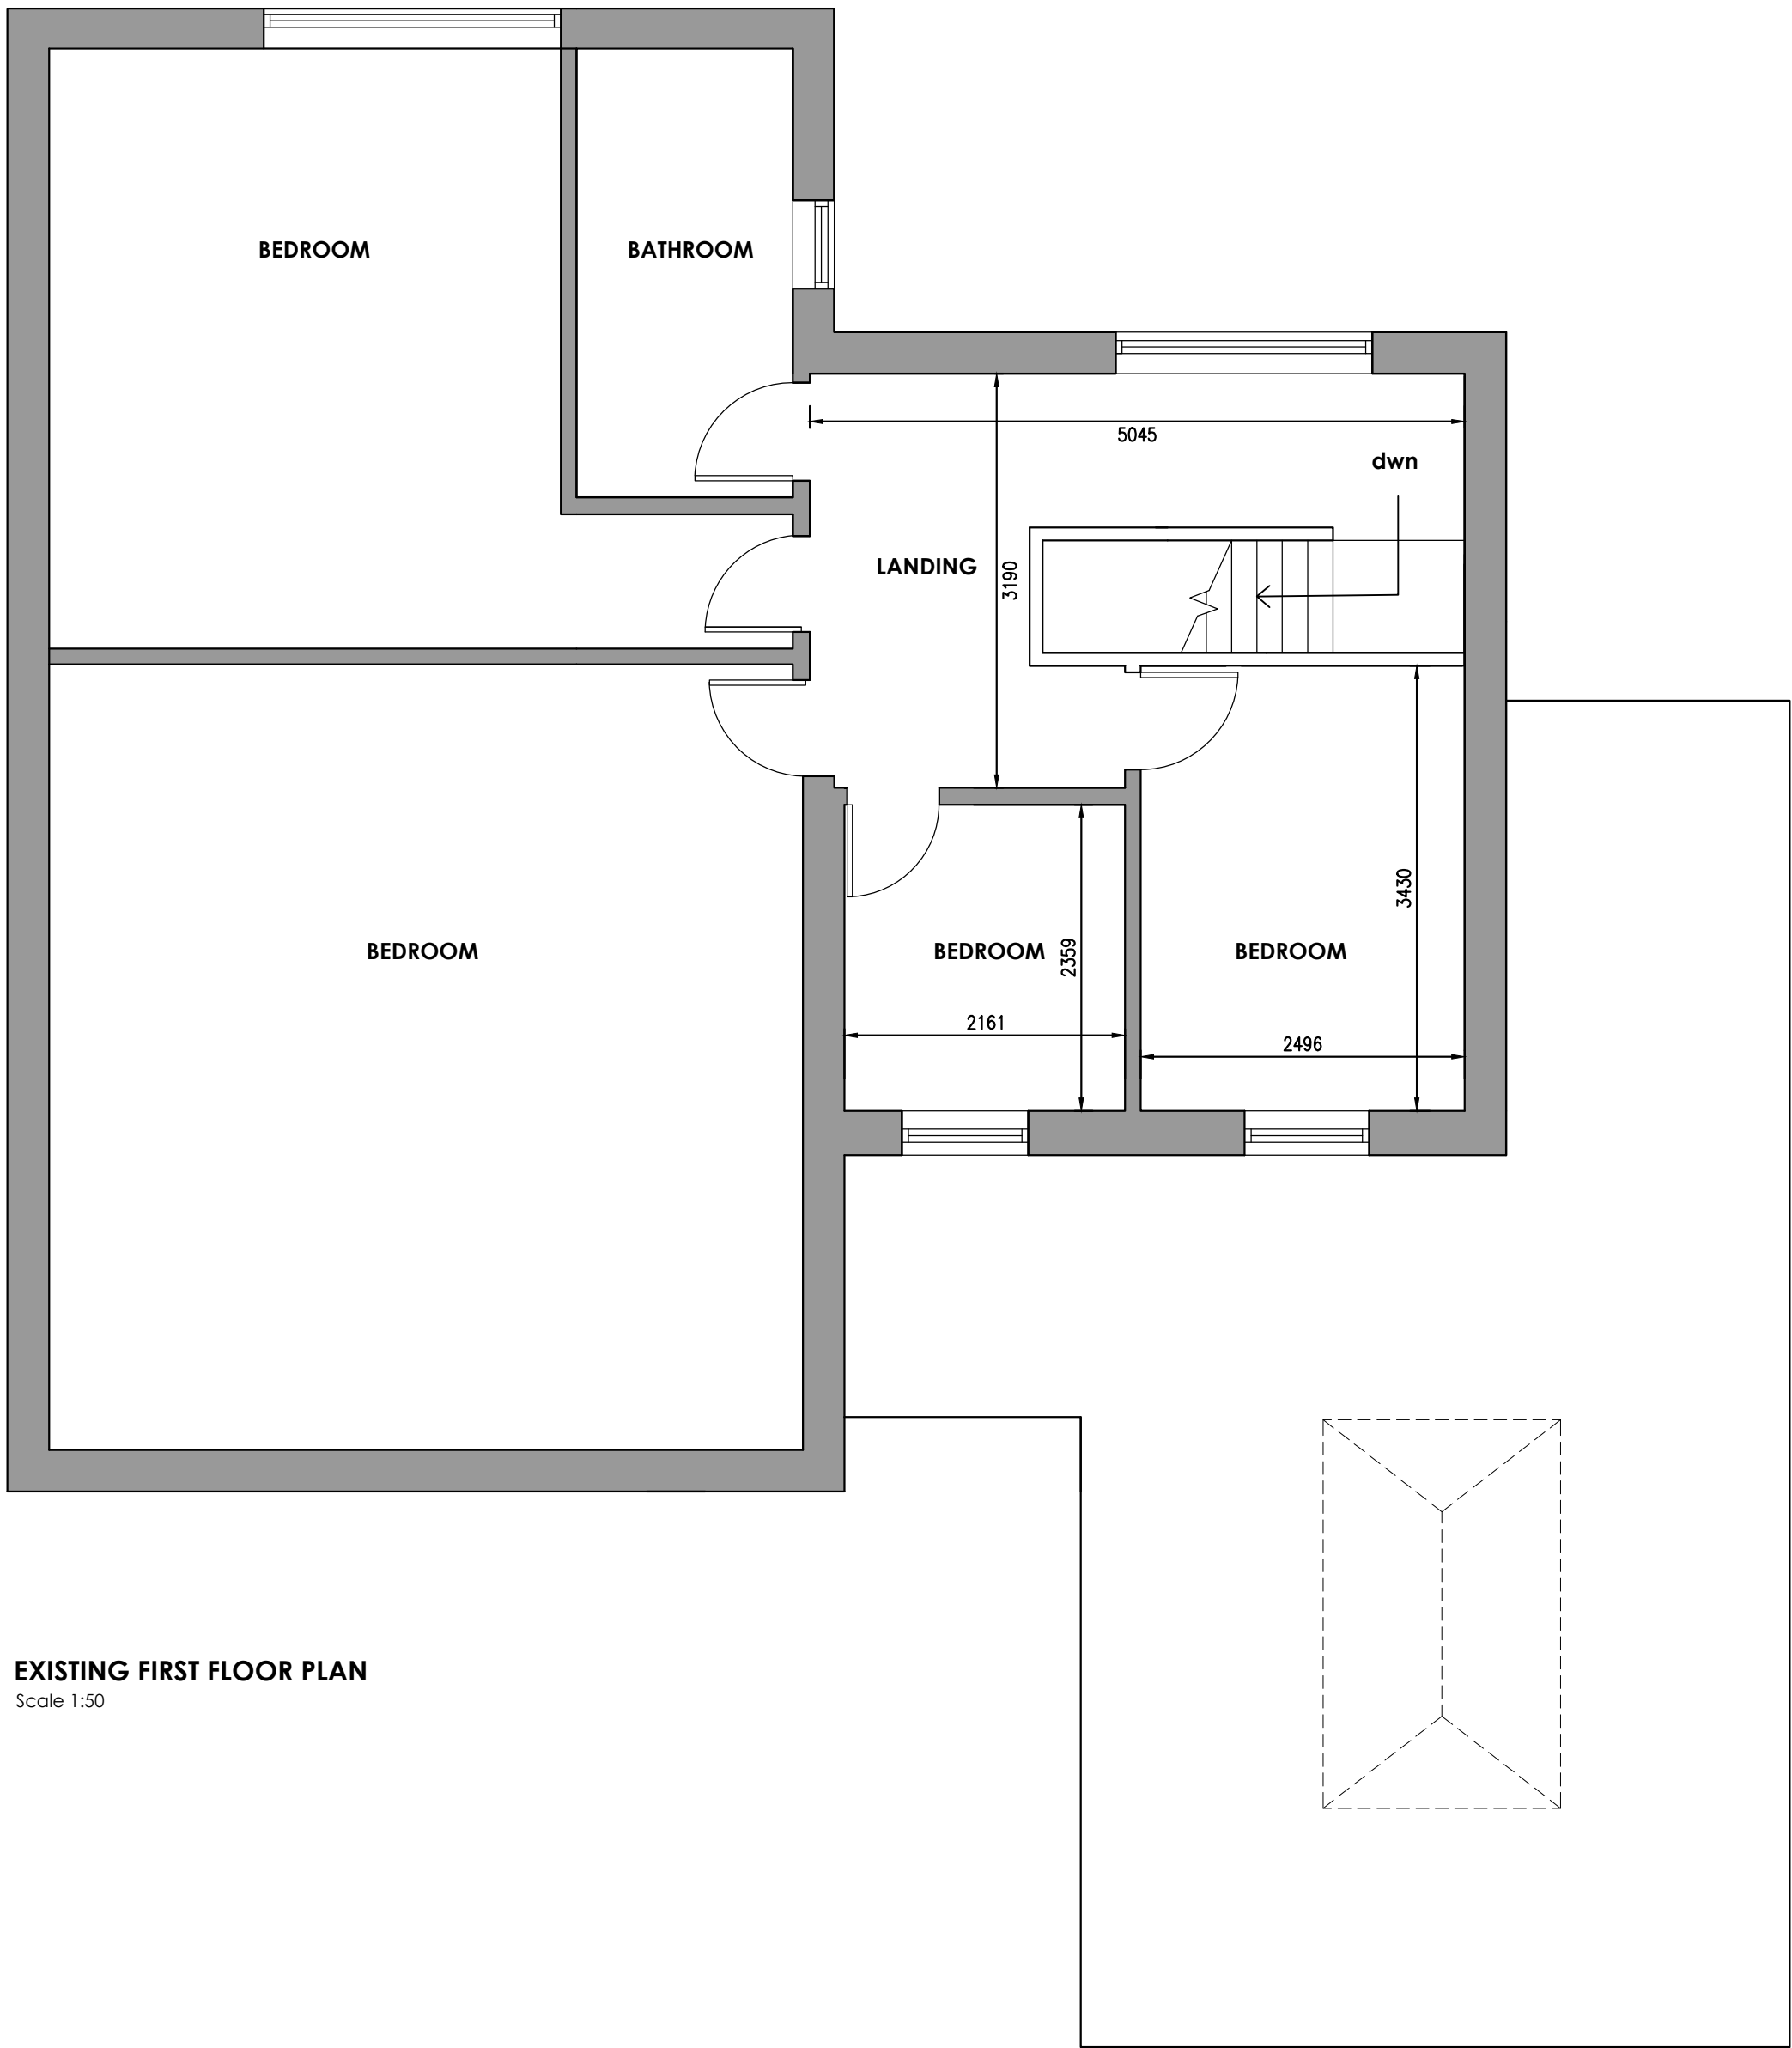 BEDROOM
BATHROOM
5045
dwn
LANDING
3190
3430
BEDROOM
BEDROOM
2359
BEDROOM
2161
2496
EXISTING FIRST FLOOR PLAN
Scale 1:50